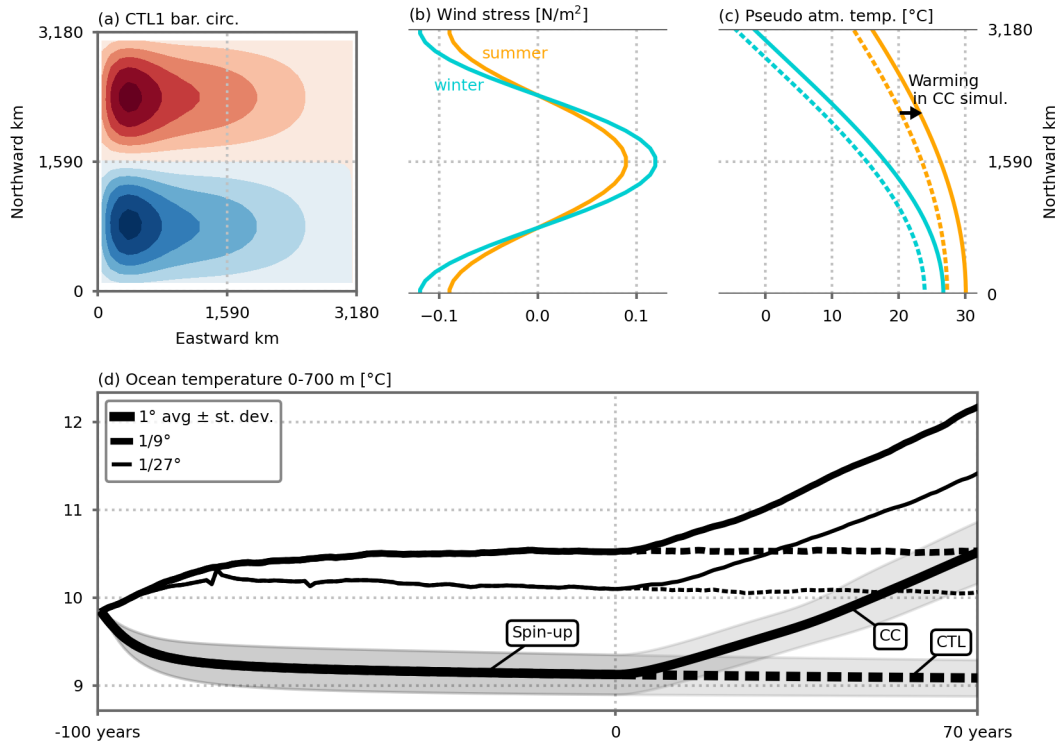 (a) CTL1 bar. circ.
3,180
1,590
0
Northward km
0
1,590
3,180
Eastward km
(b) Wind stress [N/m²]
summer
winter
−0.1
0.0
0.1
(c) Pseudo atm. temp. [°C]
Warming
in CC simul.
3,180
1,590
0
Northward km
0
10
20
30
(d) Ocean temperature 0-700 m [°C]
1° avg ± st. dev.
1/9°
1/27°
12
11
10
9
Spin-up
CC
CTL
-100 years
0
70 years